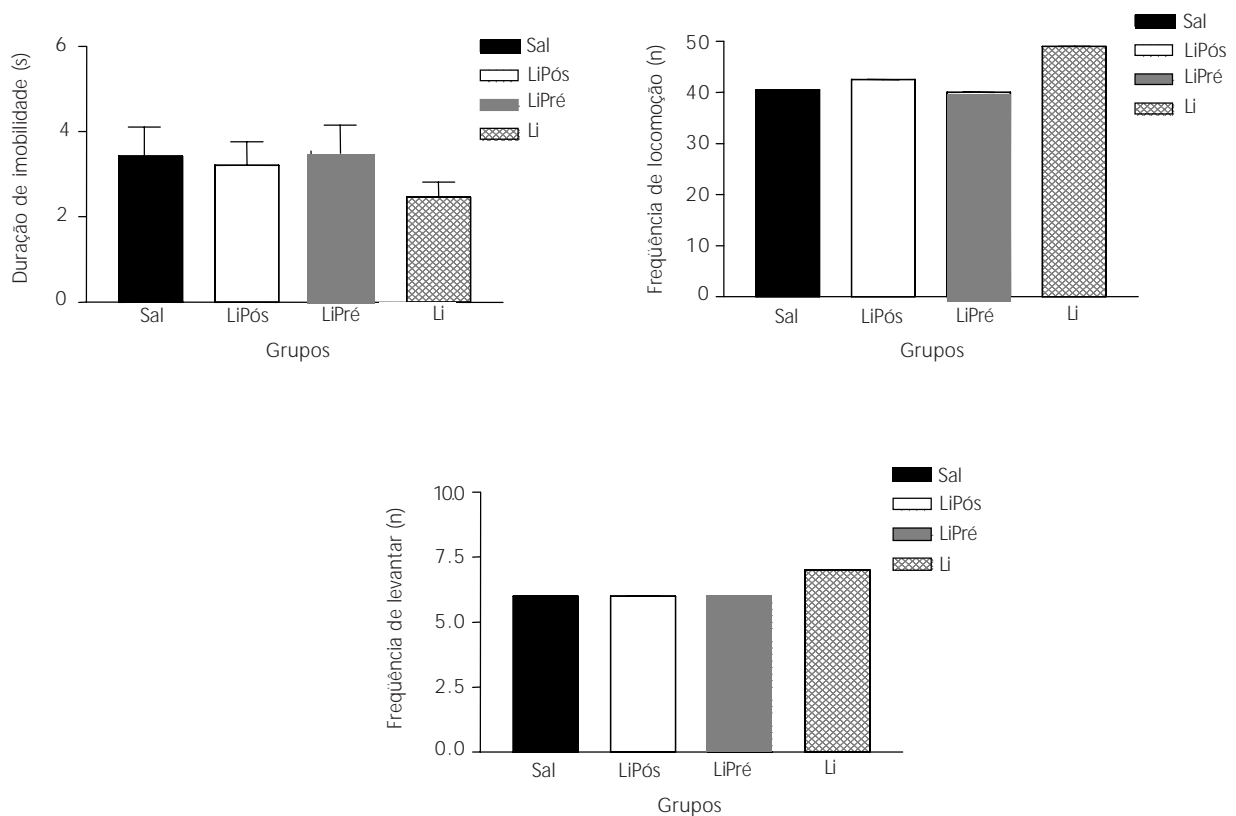 Duração de imobilidade (s)
6
4
2
0
Sal
LiPós
LiPré
Li
Grupos
Sal
LiPós
LiPré
Li
Freqüência de locomoção (n)
50
40
30
20
10
0
Sal
LiPós
LiPré
Li
Grupos
Sal
LiPós
LiPré
Li
Freqüência de levantar (n)
10.0
7.5
5.0
2.5
0.0
Sal
LiPós
LiPré
Li
Grupos
Sal
LiPós
LiPré
Li